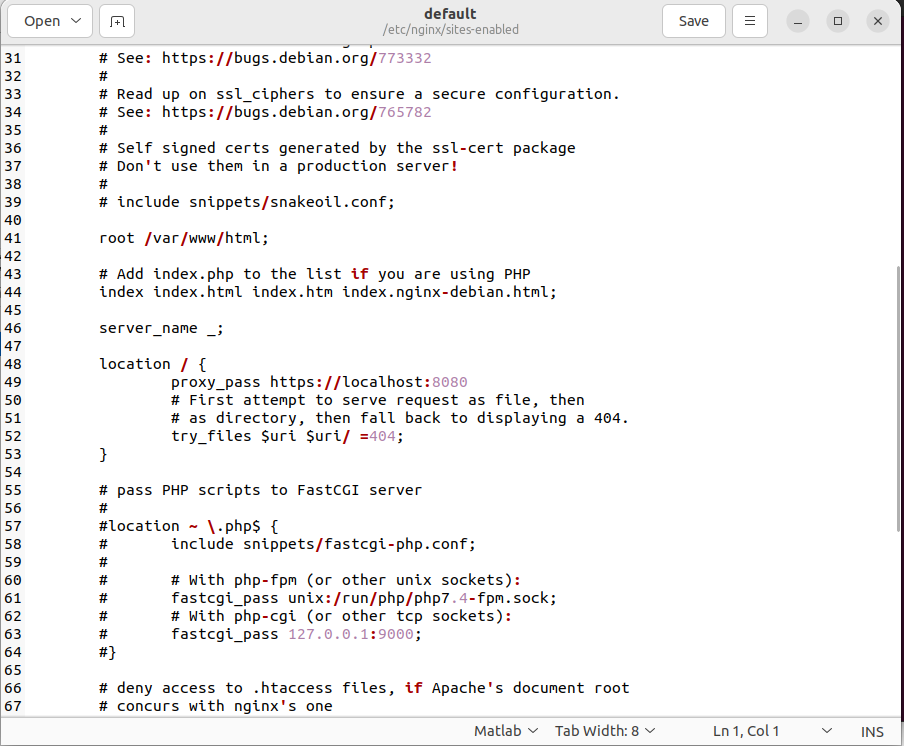 Open
default
/etc/nginx/sites-enabled
Save
31 # See: https://bugs.debian.org/773332
32 #
33 # Read up on ssl_ciphers to ensure a secure configuration.
34 # See: https://bugs.debian.org/765782
35 #
36 # Self signed certs generated by the ssl-cert package
37 # Don't use them in a production server!
38 #
39 # include snippets/snakeoil.conf;
40
41 root /var/www/html;
42
43 # Add index.php to the list if you are using PHP
44 index index.html index.htm index.nginx-debian.html;
45
46 server_name _;
47
48 location / {
49 proxy_pass https://localhost:8080
50 # First attempt to serve request as file, then
51 # as directory, then fall back to displaying a 404.
52 try_files $uri $uri/ =404;
53 }
54
55 # pass PHP scripts to FastCGI server
56 #
57 #location ~ \.php$ {
58 # include snippets/fastcgi-php.conf;
59 #
60 # # With php-fpm (or other unix sockets):
61 # fastcgi_pass unix:/run/php/php7.4-fpm.sock;
62 # # With php-cgi (or other tcp sockets):
63 # fastcgi_pass 127.0.0.1:9000;
64 #}
65
66 # deny access to .htaccess files, if Apache's document root
67 # concurs with nginx's one
Matlab Tab Width: 8 Ln 1, Col 1 INS